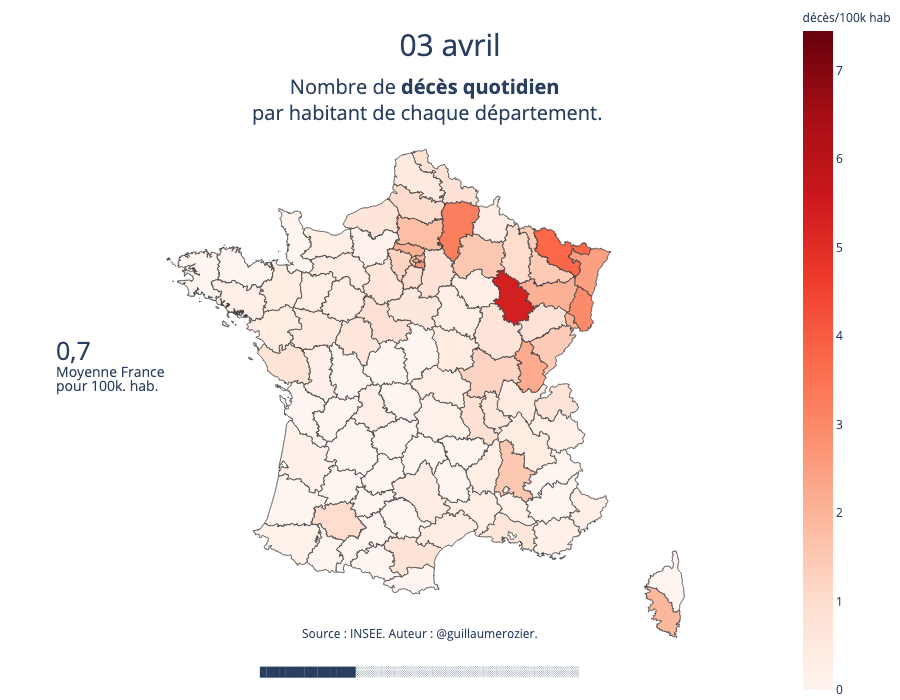 décès/100k hab
03 avril
Nombre de décès quotidien
par habitant de chaque département.
7
6
5
4
3
2
1
0
0,7
Moyenne France
pour 100k. hab.
Source : INSEE. Auteur : @guillaumerozier.